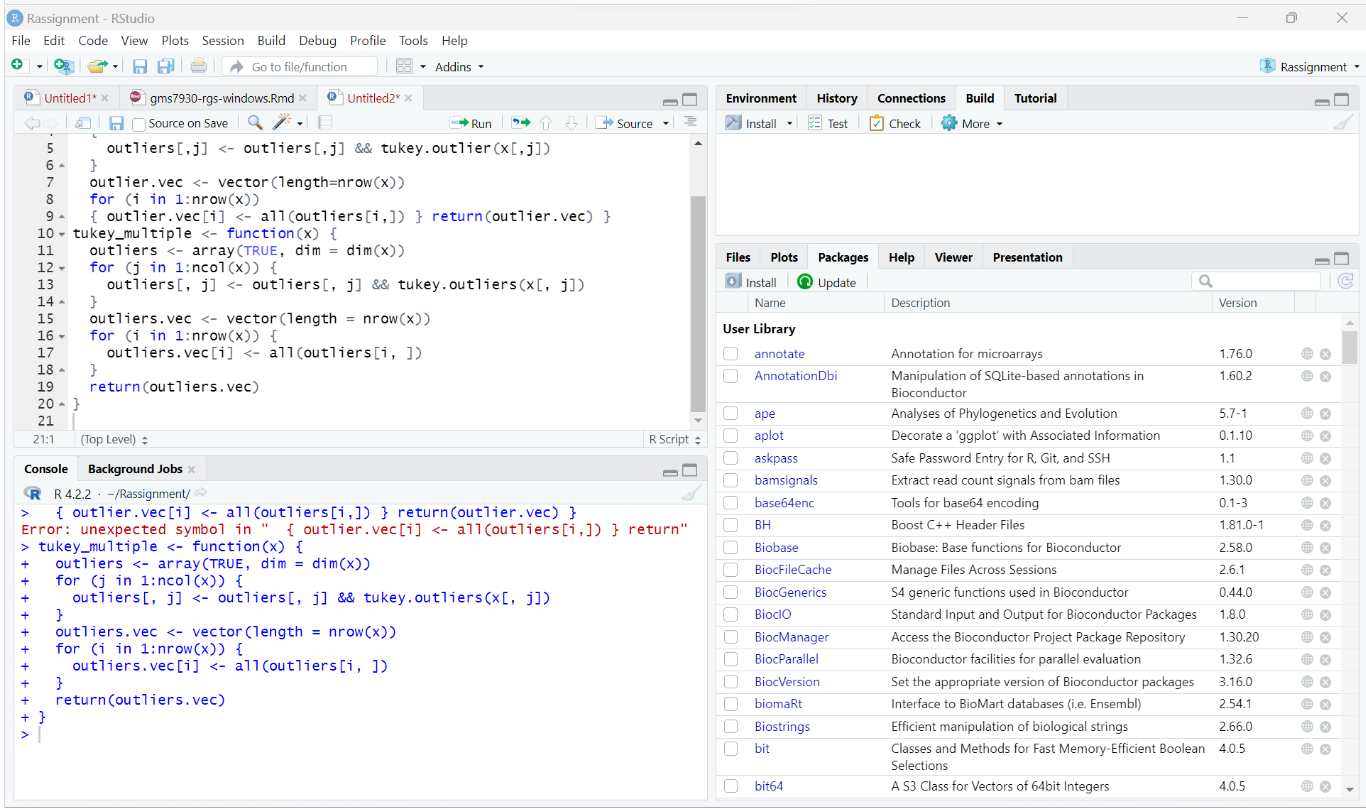 Rassignment - RStudio
File Edit Code View Plots Session Build Debug Profile Tools Help
Go to file/function Addins Rassignment
Untitled1* gms7930-rgs-windows.Rmd Untitled2*
Source on Save Run Source
5 outliers[,j] <- outliers[,j] && tukey.outlier(x[,j])
6 }
7 outlier.vec <- vector(length=nrow(x))
8 for (i in 1:nrow(x))
9 { outlier.vec[i] <- all(outliers[i,]) } return(outlier.vec) }
10 tukey_multiple <- function(x) {
11 outliers <- array(TRUE, dim = dim(x))
12 for (j in 1:ncol(x)) {
13 outliers[, j] <- outliers[, j] && tukey.outliers(x[, j])
14 }
15 outliers.vec <- vector(length = nrow(x))
16 for (i in 1:nrow(x)) {
17 outliers.vec[i] <- all(outliers[i, ])
18 }
19 return(outliers.vec)
20 }
21
21:1 (Top Level) R Script
Console Background Jobs
R 4.2.2 · ~/Rassignment/
> { outlier.vec[i] <- all(outliers[i,]) } return(outlier.vec) }
Error: unexpected symbol in " { outlier.vec[i] <- all(outliers[i,]) } return"
> tukey_multiple <- function(x) {
+ outliers <- array(TRUE, dim = dim(x))
+ for (j in 1:ncol(x)) {
+ outliers[, j] <- outliers[, j] && tukey.outliers(x[, j])
+ }
+ outliers.vec <- vector(length = nrow(x))
+ for (i in 1:nrow(x)) {
+ outliers.vec[i] <- all(outliers[i, ])
+ }
+ return(outliers.vec)
+ }
>
Environment History Connections Build Tutorial
Install Test Check More
Files Plots Packages Help Viewer Presentation
Install Update
Name Description Version
User Library
annotate Annotation for microarrays 1.76.0
AnnotationDbi Manipulation of SQLite-based annotations in 1.60.2
Bioconductor
ape Analyses of Phylogenetics and Evolution 5.7-1
aplot Decorate a 'ggplot' with Associated Information 0.1.10
askpass Safe Password Entry for R, Git, and SSH 1.1
bamsignals Extract read count signals from bam files 1.30.0
base64enc Tools for base64 encoding 0.1-3
BH Boost C++ Header Files 1.81.0-1
Biobase Biobase: Base functions for Bioconductor 2.58.0
BiocFileCache Manage Files Across Sessions 2.6.1
BiocGenerics S4 generic functions used in Bioconductor 0.44.0
BiocIO Standard Input and Output for Bioconductor Packages 1.8.0
BiocManager Access the Bioconductor Project Package Repository 1.30.20
BiocParallel Bioconductor facilities for parallel evaluation 1.32.6
BiocVersion Set the appropriate version of Bioconductor packages 3.16.0
biomaRt Interface to BioMart databases (i.e. Ensembl) 2.54.1
Biostrings Efficient manipulation of biological strings 2.66.0
bit Classes and Methods for Fast Memory-Efficient Boolean 4.0.5
Selections
bit64 A S3 Class for Vectors of 64bit Integers 4.0.5